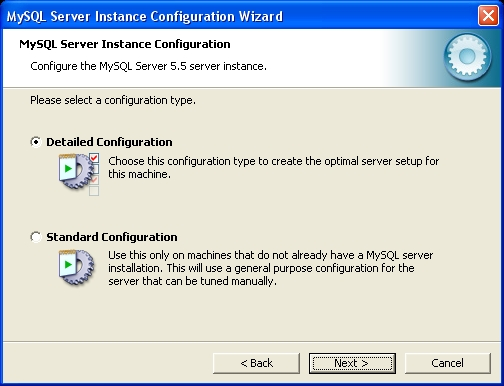 MySQL Server Instance Configuration Wizard
MySQL Server Instance Configuration
Configure the MySQL Server 5.5 server instance.
Please select a configuration type.
Detailed Configuration
Choose this configuration type to create the optimal server setup for
this machine.
Standard Configuration
Use this only on machines that do not already have a MySQL server
installation. This will use a general purpose configuration for the
server that can be tuned manually.
< Back
Next >
Cancel